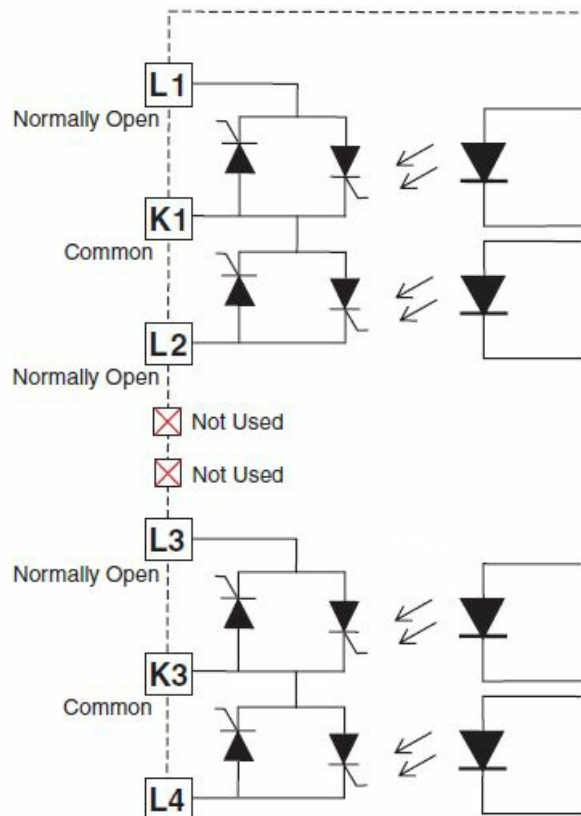 L1
Normally Open
K1
Common
L2
Normally Open
Not Used
Not Used
L3
Normally Open
K3
Common
L4